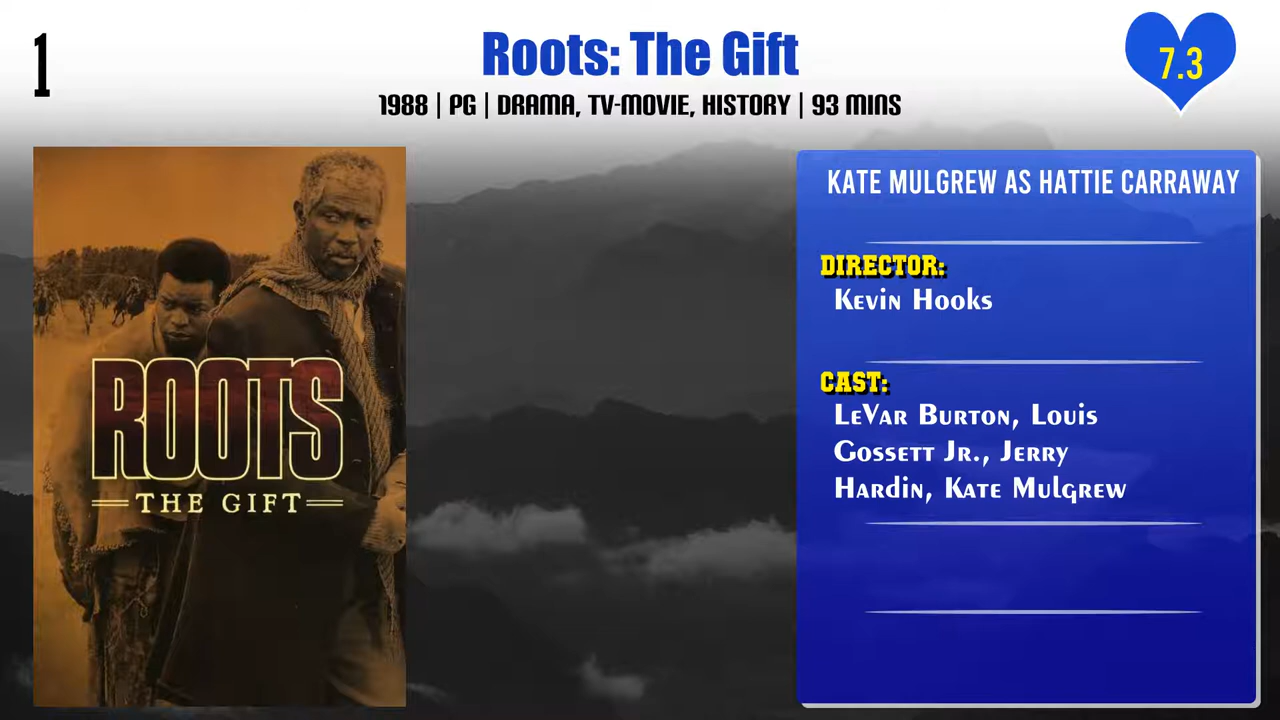 1
Roots: The Gift
7.3
1988 | PG | DRAMA, TV-MOVIE, HISTORY | 93 MINS
ROOTS
THE GIFT
KATE MULGREW AS HATTIE CARRAWAY
DIRECTOR:
Kevin Hooks
CAST:
LeVar Burton, Louis
Gossett Jr., Jerry
Hardin, Kate Mulgrew